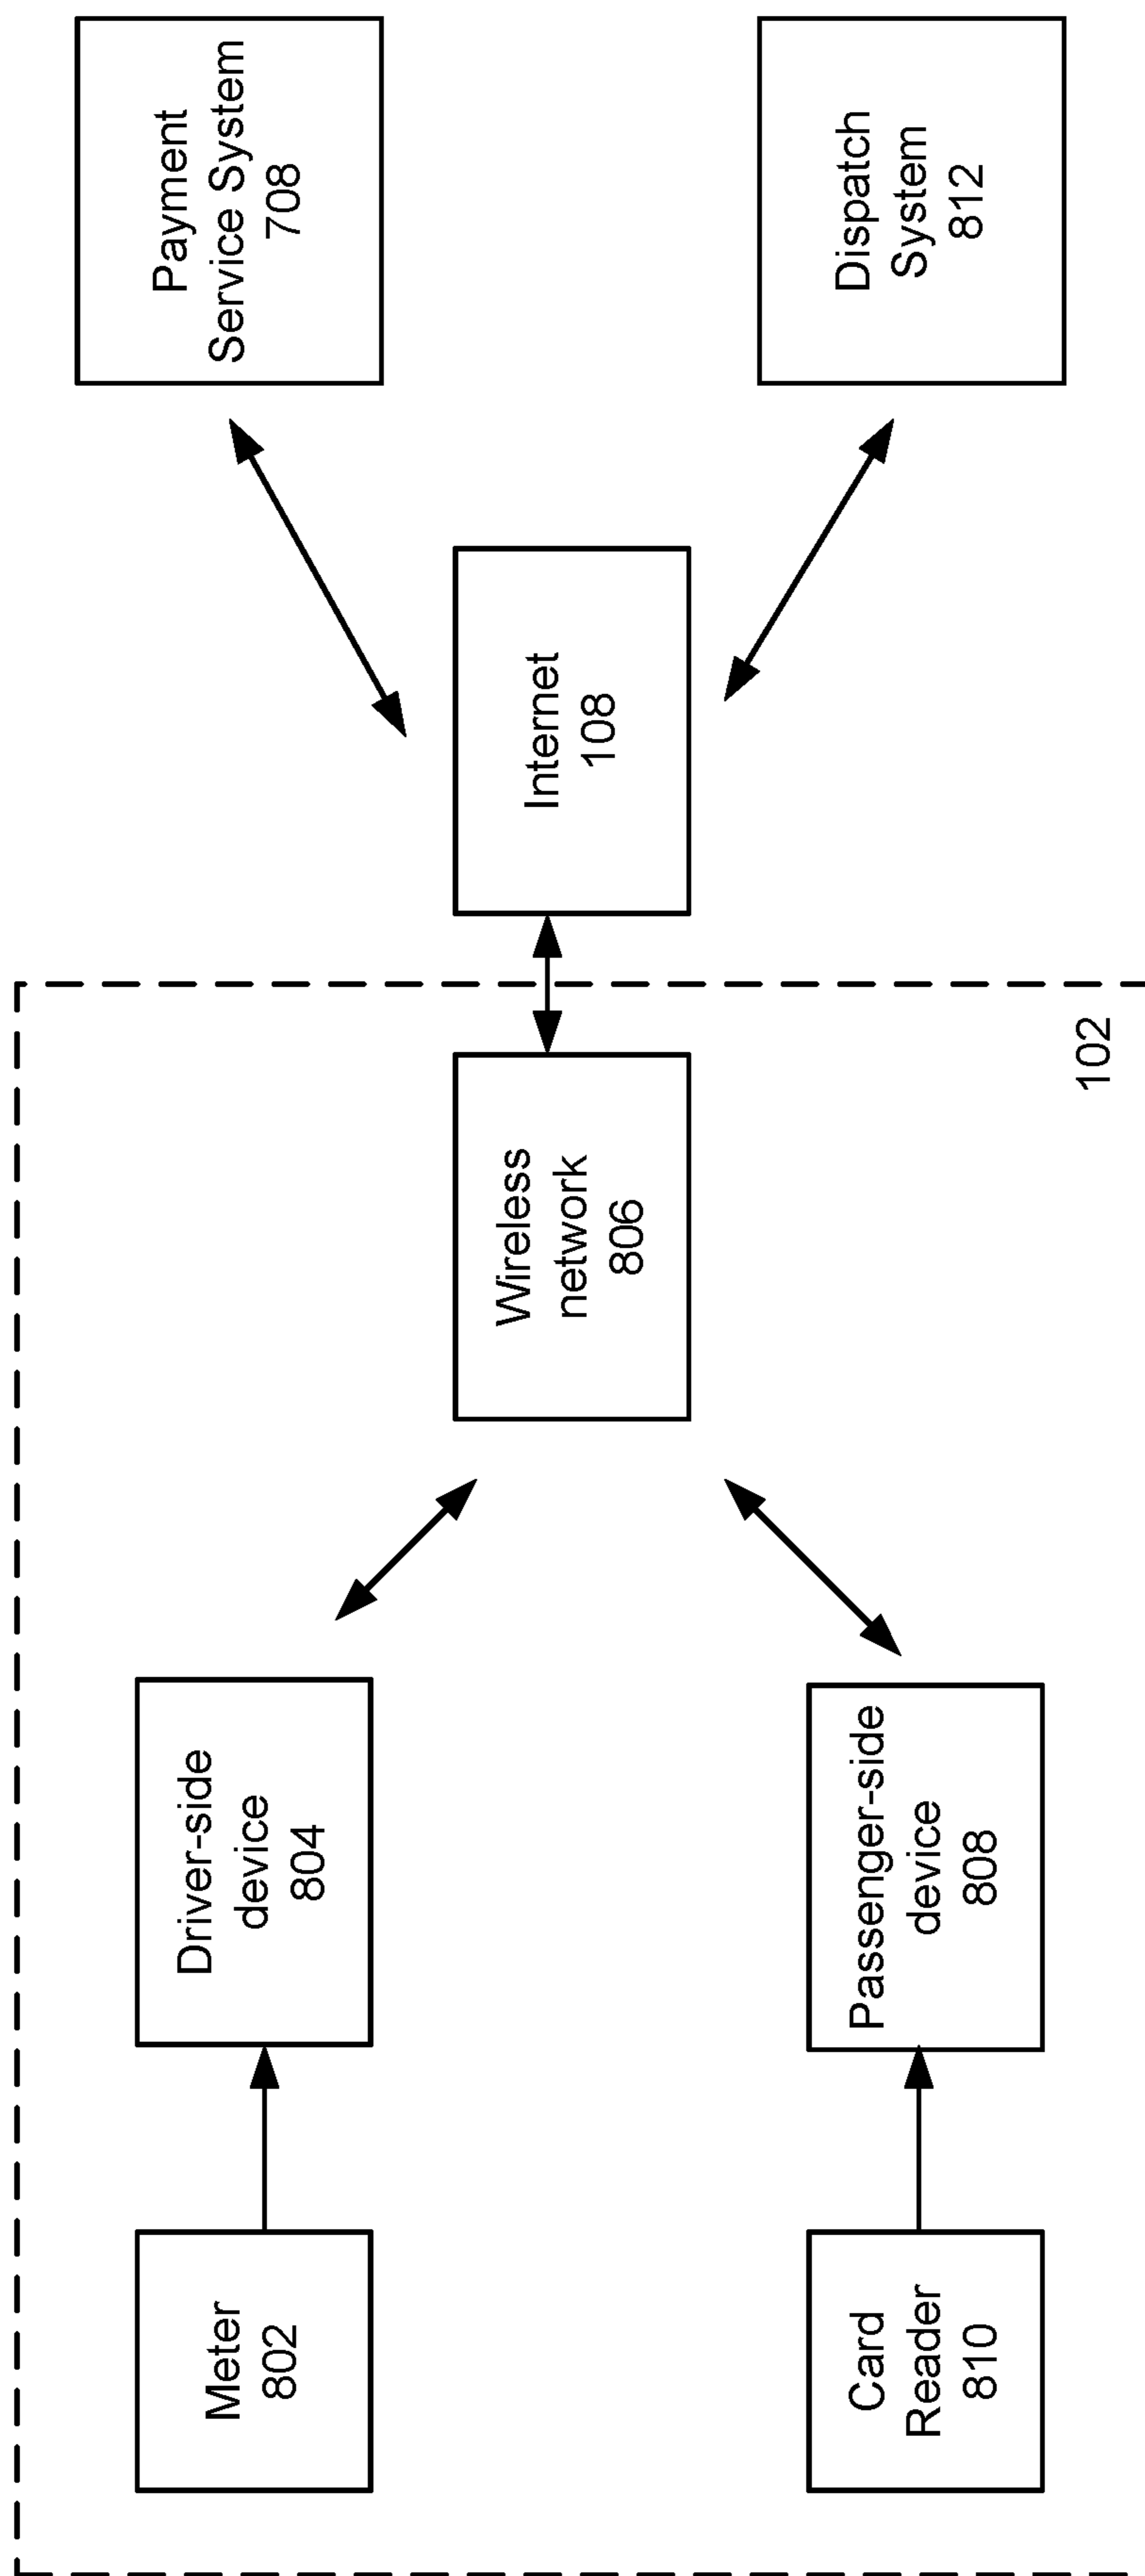 Meter
802
Driver-side
device
804
Wireless
network
806
Internet
108
Payment
Service System
708
Card
Reader
810
Passenger-side
device
808
102
Dispatch
System
812